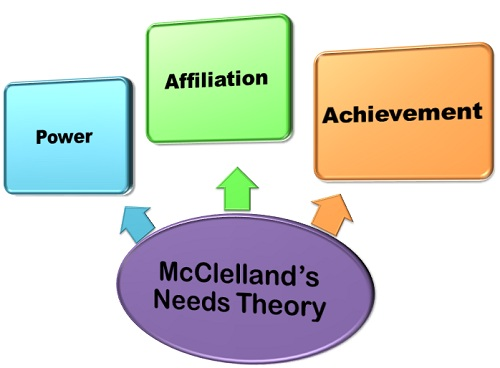 Power
Affiliation
Achievement
McClelland's
Needs Theory